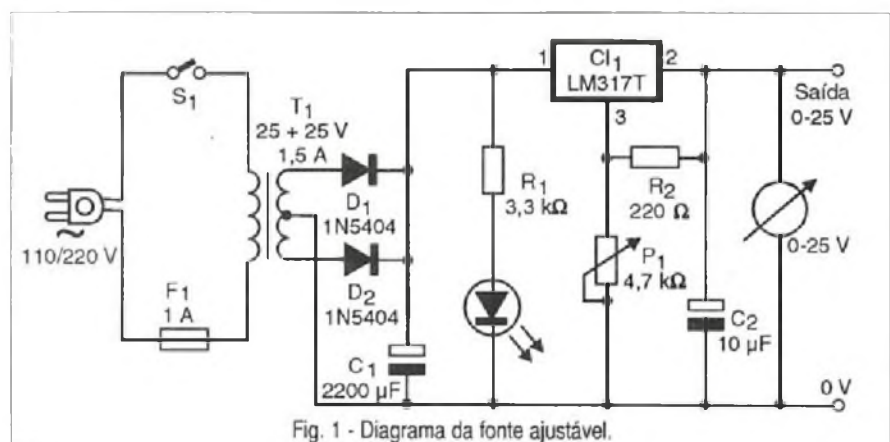 S1
T1
25 + 25 V
1,5 A
D1
1N5404
D2
1N5404
110/220 V
F1
1 A
C1
2200 µF
R1
3,3 kΩ
1
CI1
LM317T
2
3
R2
220 Ω
P1
4,7 kΩ
C2
10 µF
Saída
0-25 V
0-25 V
0 V
Fig. 1 - Diagrama da fonte ajustável.